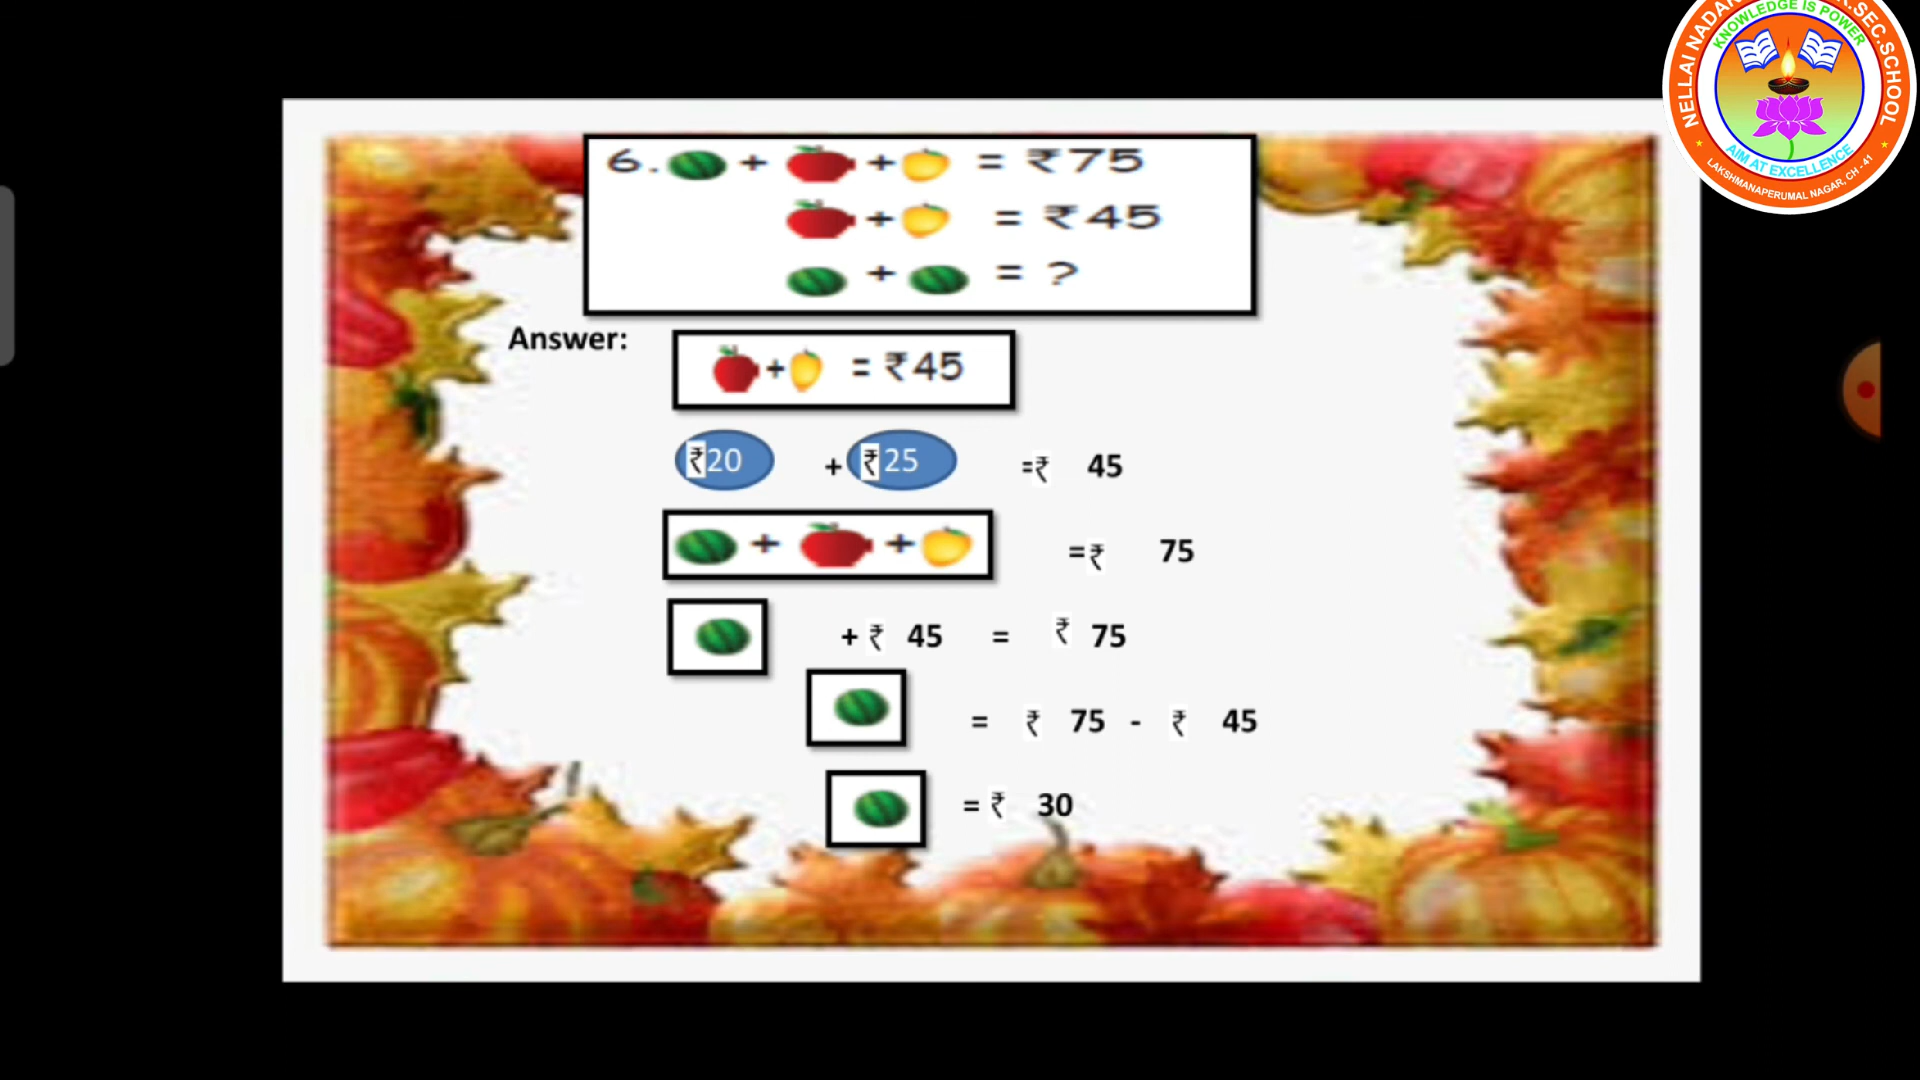 NELLAI NADAR
.SEC.SCHOOL
KNOWLEDGE IS POWER
AIM AT EXCELLENCE
LAKSHMANAPERUMAL NAGAR, CH - 41
6. + + = ₹75
+ = ₹45
+ = ?
Answer:
+ = ₹45
₹20 + ₹25 =₹ 45
+ + =₹ 75
+ ₹ 45 = ₹ 75
= ₹ 75 - ₹ 45
= ₹ 30